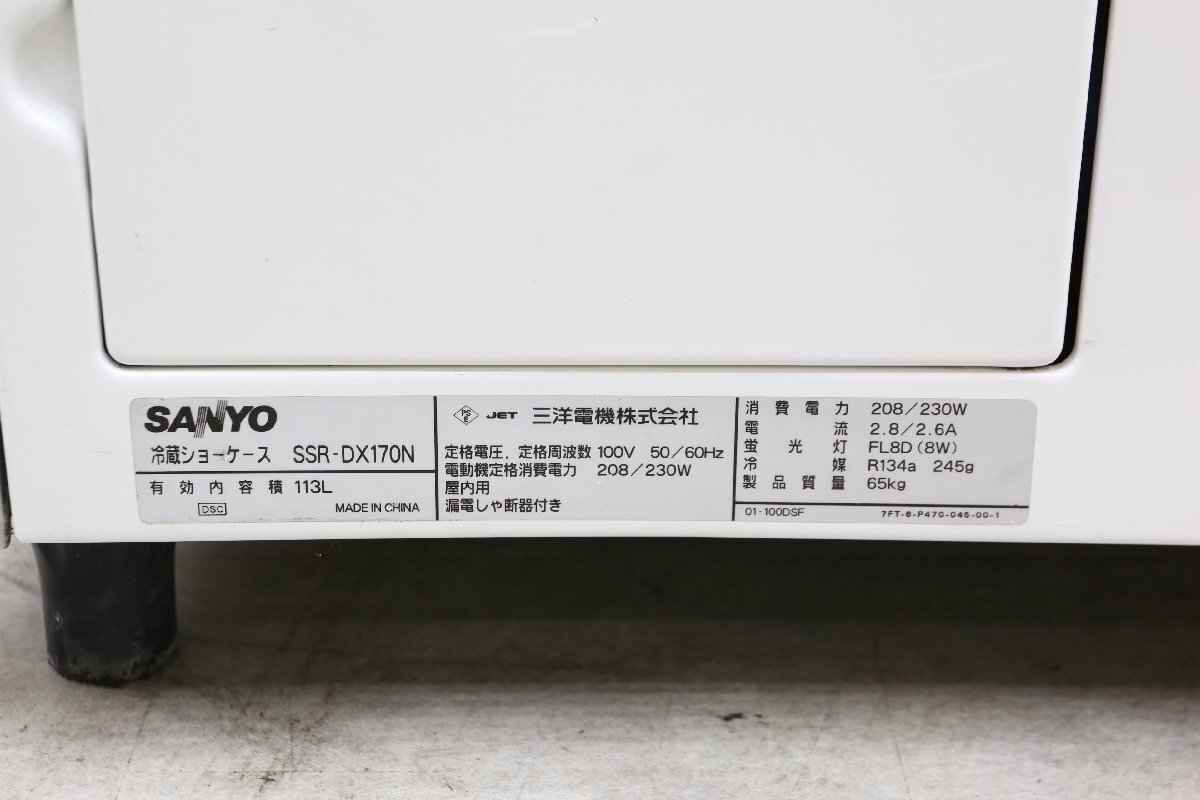 SANYO
冷蔵ショーケース SSR-DX170N
有効内容積 113L
DSC MADE IN CHINA
PSE JET 三洋電機株式会社
定格電圧，定格周波数 100V 50/60Hz
電動機定格消費電力 208/230W
屋内用
漏電しゃ断器付き
消費電力 208/230W
電流 2.8/2.6A
蛍光灯 FL8D(8W)
冷媒 R134a 245g
製品質量 65kg
01-100DSF 7FT-6-P470-045-00-1